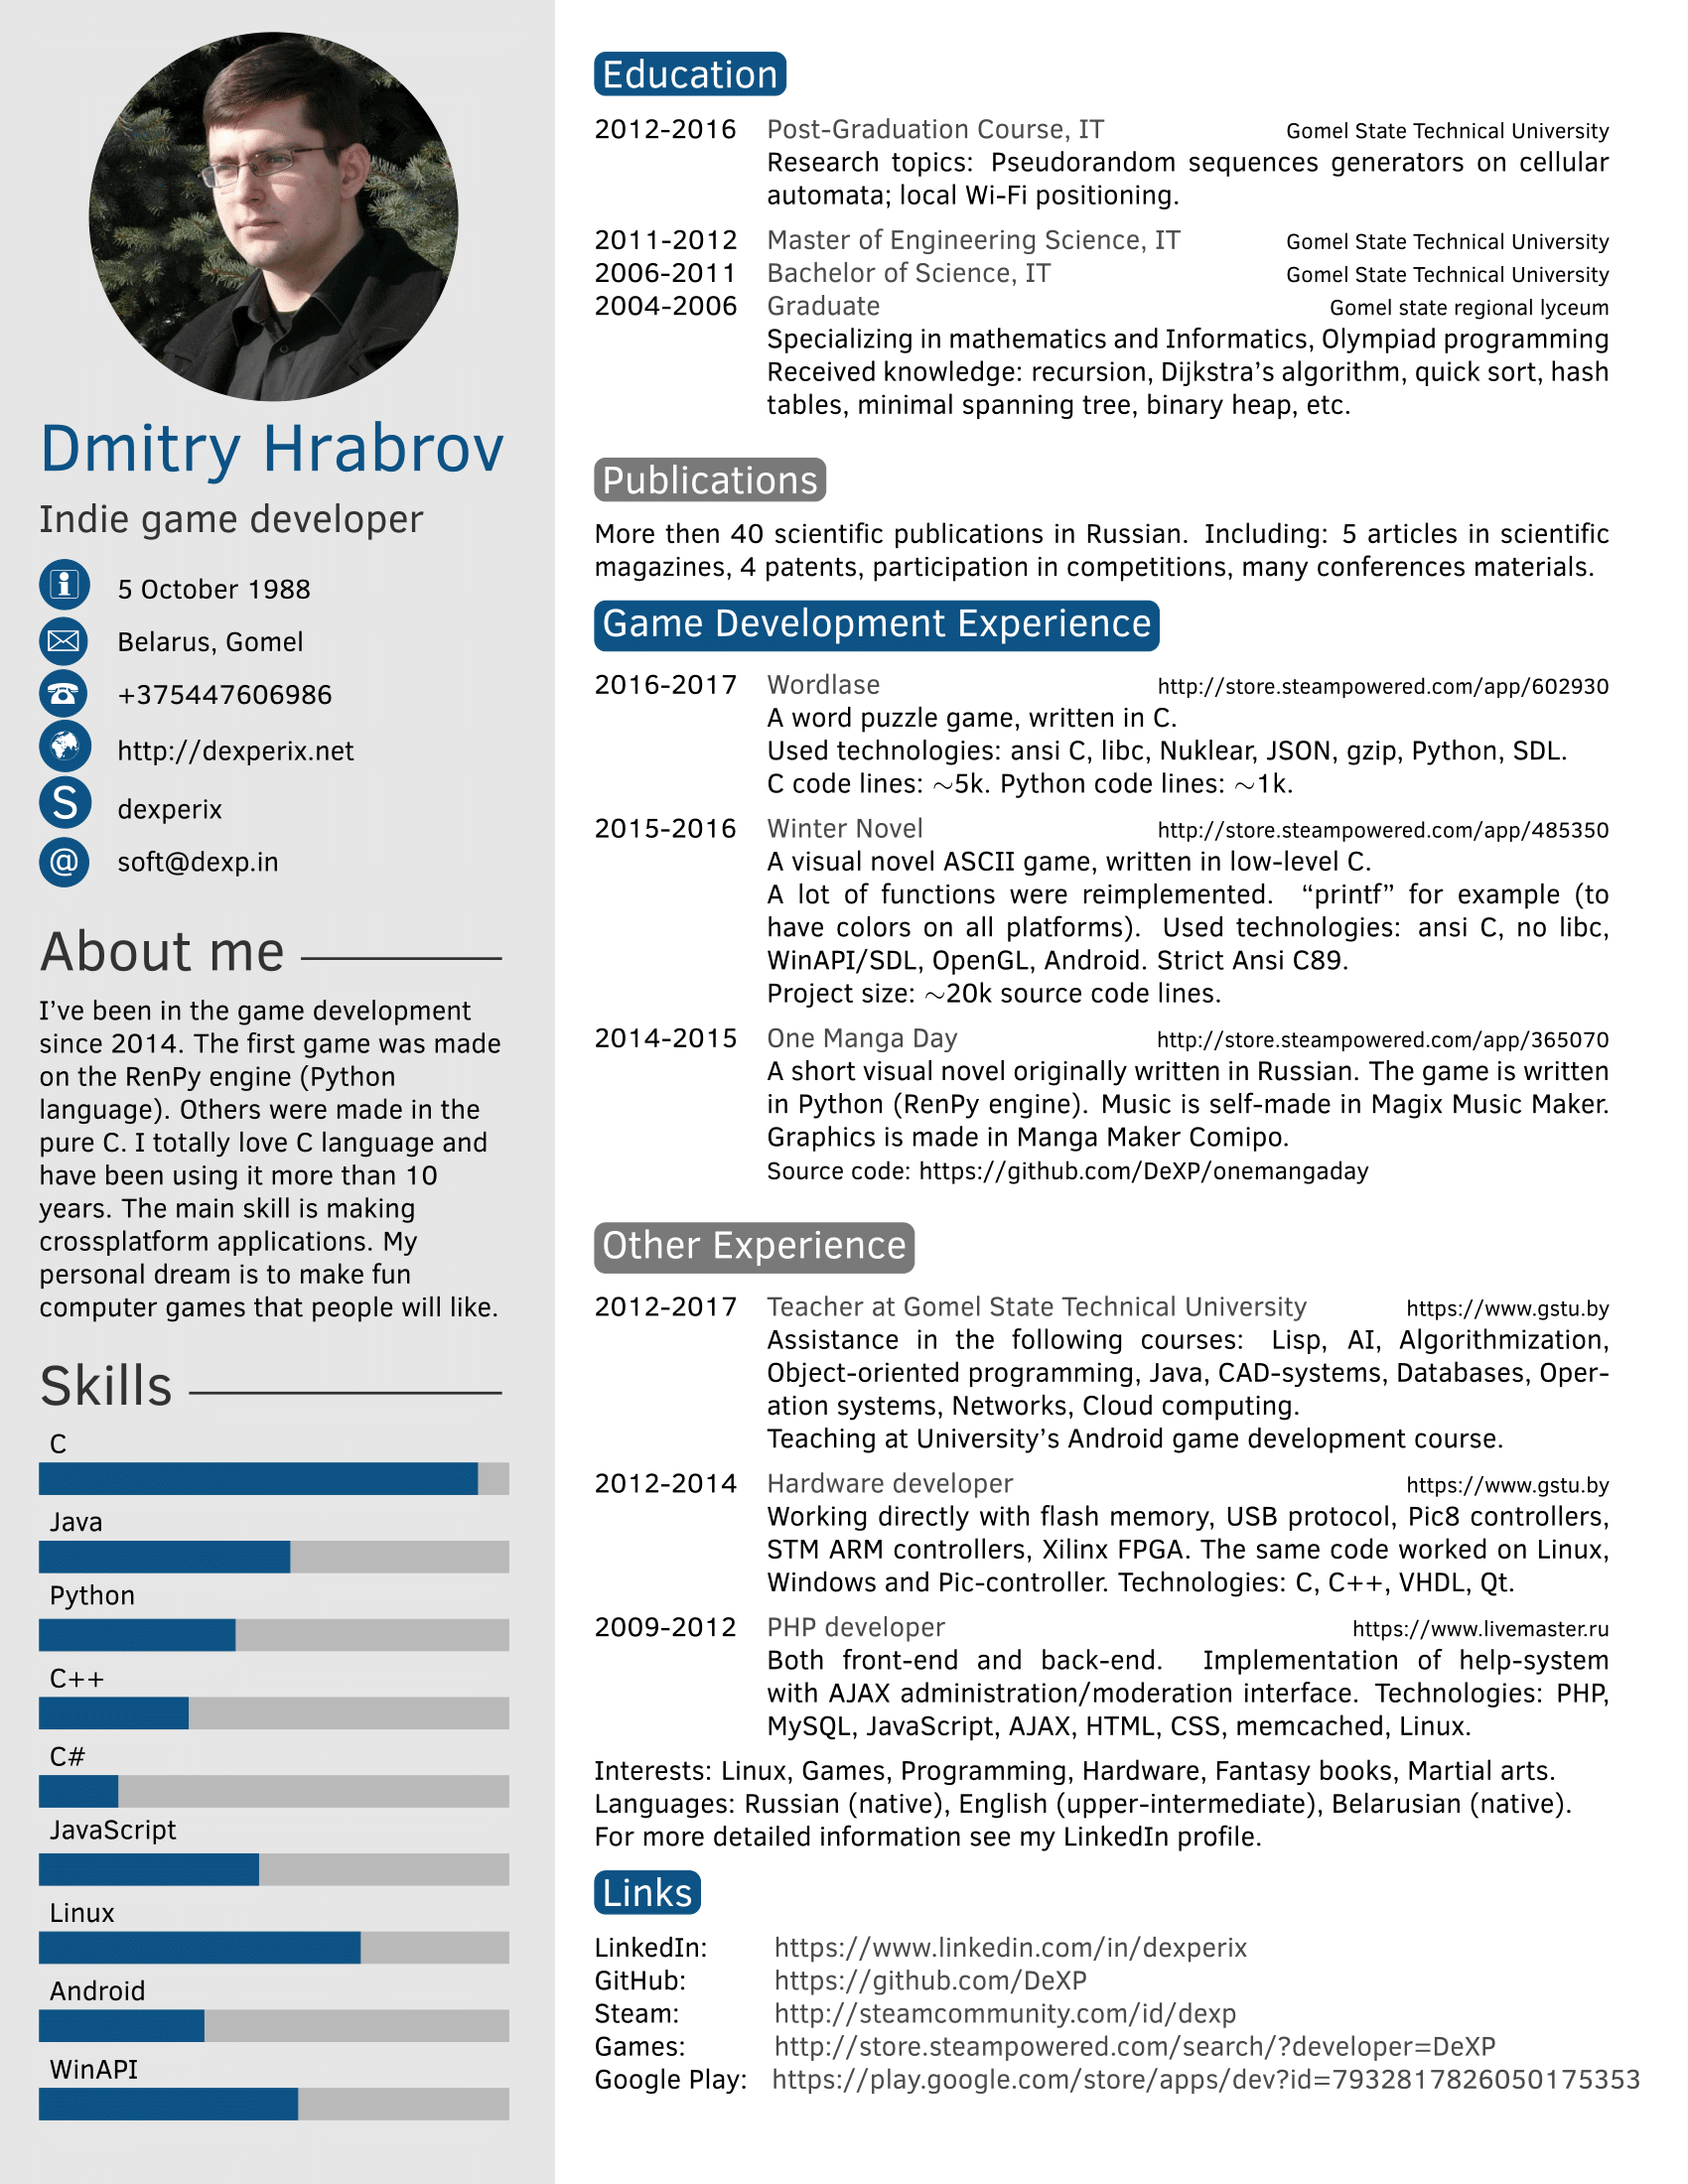 Dmitry Hrabrov
Indie game developer
5 October 1988
Belarus, Gomel
+375447606986
http://dexperix.net
S dexperix
@ soft@dexp.in
About me
I've been in the game development
since 2014. The first game was made
on the RenPy engine (Python
language). Others were made in the
pure C. I totally love C language and
have been using it more than 10
years. The main skill is making
crossplatform applications. My
personal dream is to make fun
computer games that people will like.
Skills
C
Java
Python
C++
C#
JavaScript
Linux
Android
WinAPI
Education
2012-2016 Post-Graduation Course, IT Gomel State Technical University
Research topics: Pseudorandom sequences generators on cellular
automata; local Wi-Fi positioning.
2011-2012 Master of Engineering Science, IT Gomel State Technical University
2006-2011 Bachelor of Science, IT Gomel State Technical University
2004-2006 Graduate Gomel state regional lyceum
Specializing in mathematics and Informatics, Olympiad programming
Received knowledge: recursion, Dijkstra's algorithm, quick sort, hash
tables, minimal spanning tree, binary heap, etc.
Publications
More then 40 scientific publications in Russian. Including: 5 articles in scientific
magazines, 4 patents, participation in competitions, many conferences materials.
Game Development Experience
2016-2017 Wordlase http://store.steampowered.com/app/602930
A word puzzle game, written in C.
Used technologies: ansi C, libc, Nuklear, JSON, gzip, Python, SDL.
C code lines: ~5k. Python code lines: ~1k.
2015-2016 Winter Novel http://store.steampowered.com/app/485350
A visual novel ASCII game, written in low-level C.
A lot of functions were reimplemented. “printf” for example (to
have colors on all platforms). Used technologies: ansi C, no libc,
WinAPI/SDL, OpenGL, Android. Strict Ansi C89.
Project size: ~20k source code lines.
2014-2015 One Manga Day http://store.steampowered.com/app/365070
A short visual novel originally written in Russian. The game is written
in Python (RenPy engine). Music is self-made in Magix Music Maker.
Graphics is made in Manga Maker Comipo.
Source code: https://github.com/DeXP/onemangaday
Other Experience
2012-2017 Teacher at Gomel State Technical University https://www.gstu.by
Assistance in the following courses: Lisp, AI, Algorithmization,
Object-oriented programming, Java, CAD-systems, Databases, Oper-
ation systems, Networks, Cloud computing.
Teaching at University's Android game development course.
2012-2014 Hardware developer https://www.gstu.by
Working directly with flash memory, USB protocol, Pic8 controllers,
STM ARM controllers, Xilinx FPGA. The same code worked on Linux,
Windows and Pic-controller. Technologies: C, C++, VHDL, Qt.
2009-2012 PHP developer https://www.livemaster.ru
Both front-end and back-end. Implementation of help-system
with AJAX administration/moderation interface. Technologies: PHP,
MySQL, JavaScript, AJAX, HTML, CSS, memcached, Linux.
Interests: Linux, Games, Programming, Hardware, Fantasy books, Martial arts.
Languages: Russian (native), English (upper-intermediate), Belarusian (native).
For more detailed information see my LinkedIn profile.
Links
LinkedIn: https://www.linkedin.com/in/dexperix
GitHub: https://github.com/DeXP
Steam: http://steamcommunity.com/id/dexp
Games: http://store.steampowered.com/search/?developer=DeXP
Google Play: https://play.google.com/store/apps/dev?id=7932817826050175353